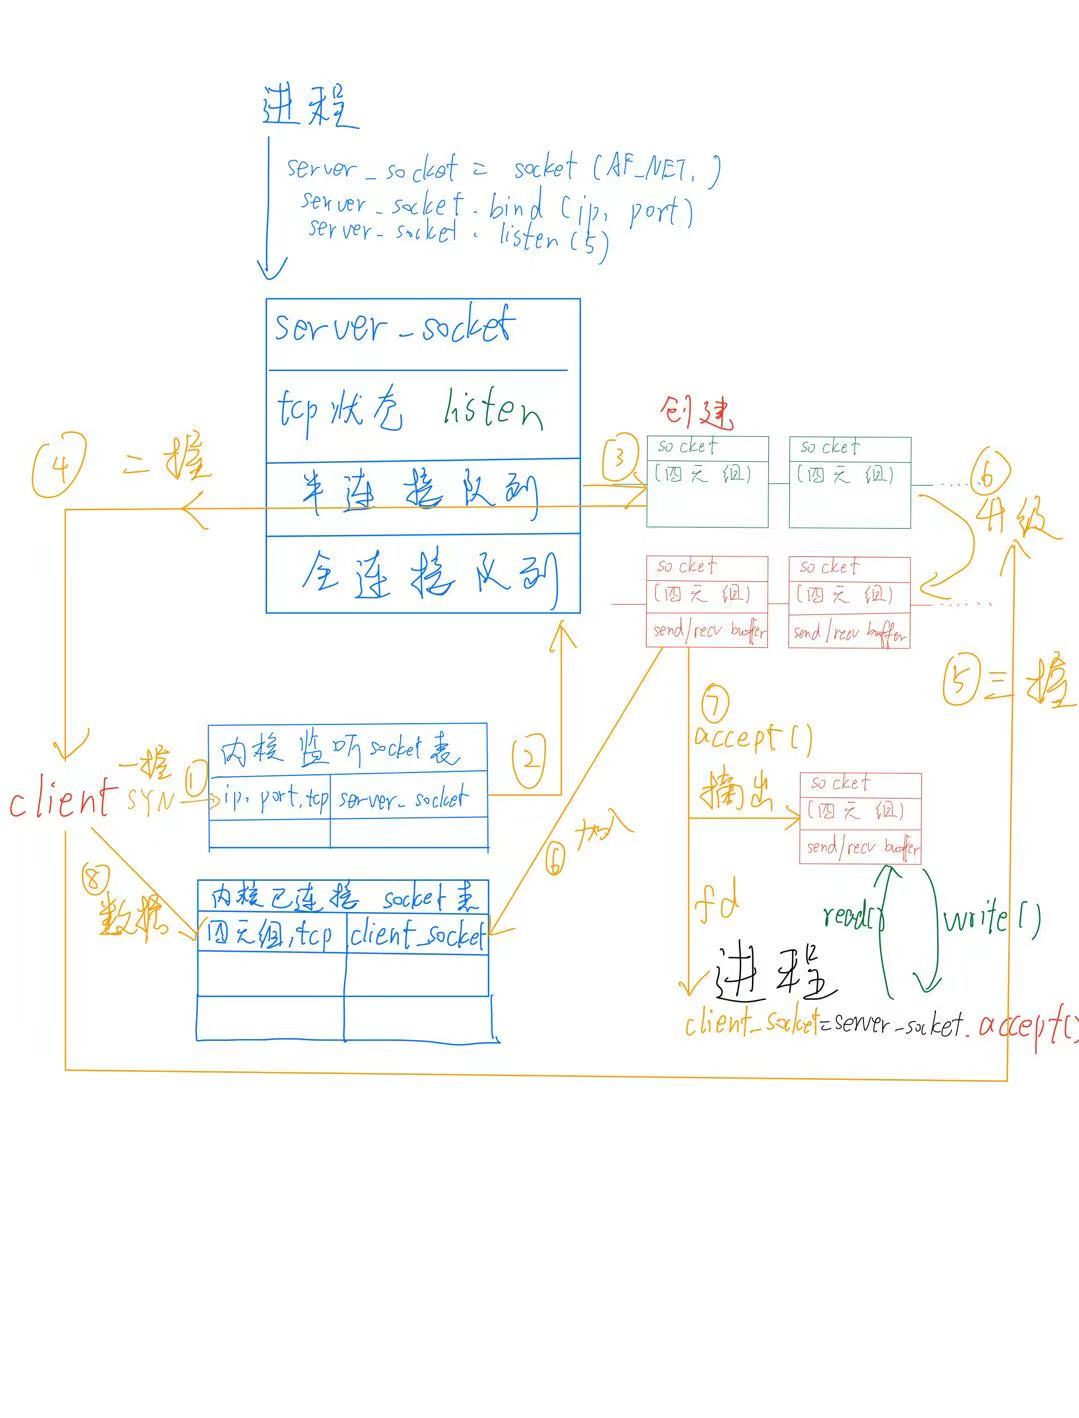 进程
server_socket = socket (AF_NET, )
server_socket.bind (ip, port)
server_socket.listen (5)
server_socket
tcp状态 listen
半连接队列
全连接队列
④ 二握
③
创建
socket
(四元组)
socket
(四元组)
......
⑥
升级
socket
(四元组)
send/recv buffer
socket
(四元组)
send/recv buffer
......
⑤三握
client
一握
SYN
①
内核监听socket表
ip, port, tcp
server_socket
②
⑦
accept()
摘出
socket
(四元组)
send/recv buffer
⑥ 加入
⑧
数据
内核已连接 socket表
四元组, tcp
client_socket
fd
read()
write()
进程
client_socket=server_socket.accept()